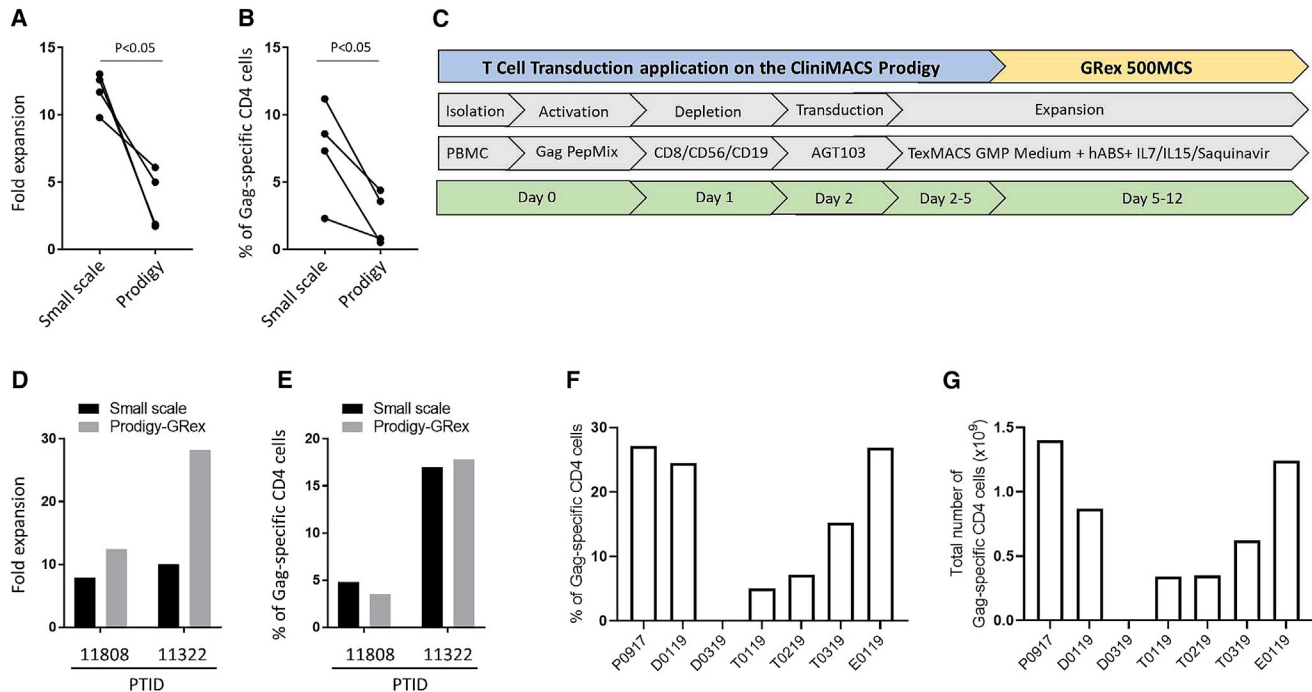 A
P<0.05
15
10
5
0
Fold expansion
Small scale
Prodigy
B
P<0.05
15
10
5
0
% of Gag-specific CD4 cells
Small scale
Prodigy
C
T Cell Transduction application on the CliniMACS Prodigy GRex 500MCS
Isolation Activation Depletion Transduction Expansion
PBMC Gag PepMix CD8/CD56/CD19 AGT103 TexMACS GMP Medium + hABS+ IL7/IL15/Saquinavir
Day 0 Day 1 Day 2 Day 2-5 Day 5-12
D
Small scale
Prodigy-GRex
30
20
10
0
Fold expansion
11808 11322
PTID
E
Small scale
Prodigy-GRex
20
15
10
5
0
% of Gag-specific CD4 cells
11808 11322
PTID
F
30
20
10
0
% of Gag-specific CD4 cells
P0917
D0119
D0319
T0119
T0219
T0319
E0119
G
1.5
1.0
0.5
0.0
Total number of
Gag-specific CD4 cells (x10⁹)
P0917
D0119
D0319
T0119
T0219
T0319
E0119